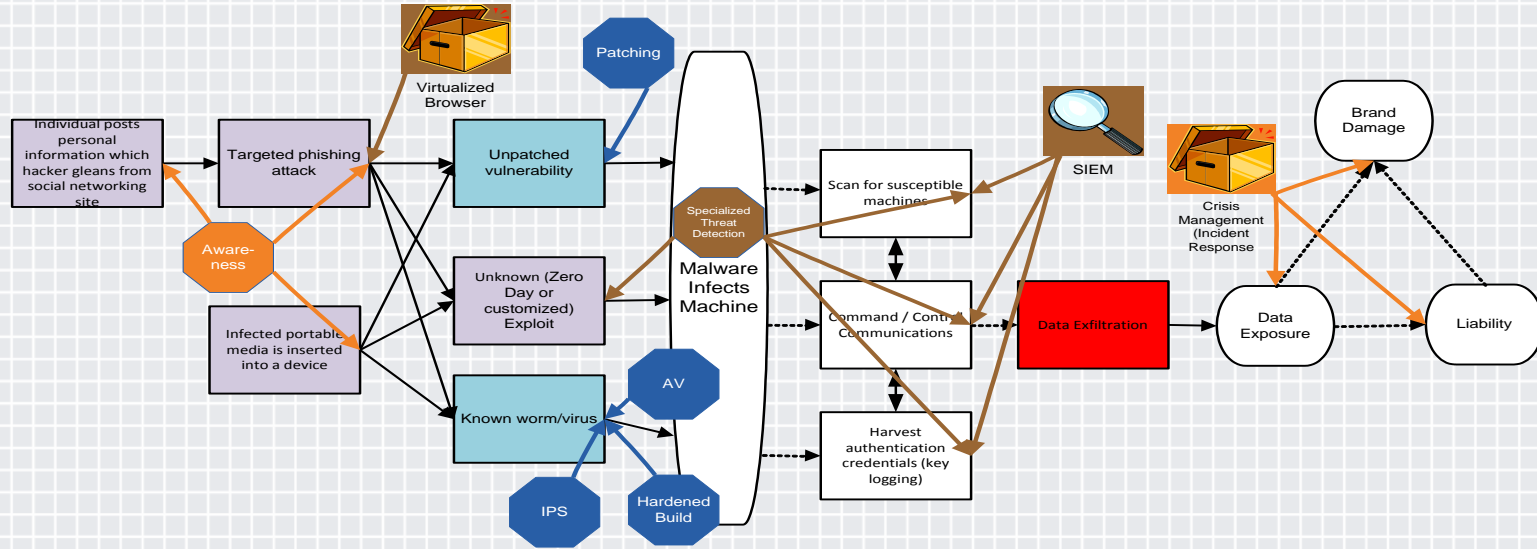 Patching
Virtualized
Browser
Individual posts
personal
information which
hacker gleans from
social networking
site
Targeted phishing
attack
Unpatched
vulnerability
Aware-
ness
Infected portable
media is inserted
into a device
Unknown (Zero
Day or
customized)
Exploit
Known worm/virus
AV
IPS
Hardened
Build
Specialized
Threat
Detection
Malware
Infects
Machine
Scan for susceptible
machines
Command / Control
Communications
Harvest
authentication
credentials (key
logging)
SIEM
Data Exfiltration
Crisis
Management
(Incident
Response
Brand
Damage
Data
Exposure
Liability